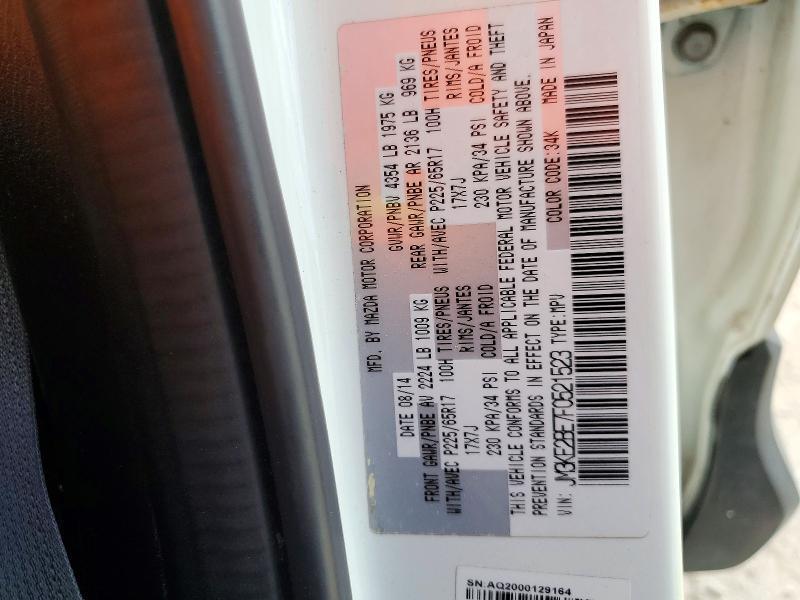 MFD. BY MAZDA MOTOR CORPORATION
DATE 08/14 GVWR/PNBV 4354 LB 1975 KG
FRONT GAWR/PNBE AV 2224 LB 1009 KG REAR GAWR/PNBE AR 2136 LB 969 KG
WITH/AVEC P225/65R17 100H TIRES/PNEUS WITH/AVEC P225/65R17 100H TIRES/PNEUS
17X7J RIMS/JANTES 17X7J RIMS/JANTES
230 KPA/34 PSI COLD/A FROID 230 KPA/34 PSI COLD/A FROID
THIS VEHICLE CONFORMS TO ALL APPLICABLE FEDERAL MOTOR VEHICLE SAFETY AND THEFT
PREVENTION STANDARDS IN EFFECT ON THE DATE OF MANUFACTURE SHOWN ABOVE.
VIN: JM3KE2BE7F0521523 TYPE:MPV COLOR CODE:34K MADE IN JAPAN
SN:AQ2000129164